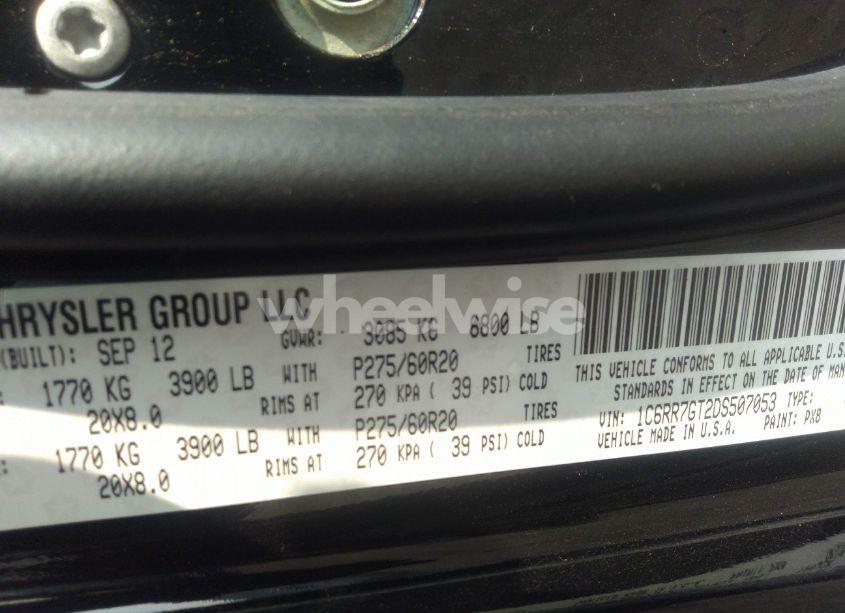 HRYSLER GROUP LLC
wheelwise
(BUILT): SEP 12 GVWR: 3085 KG 6800 LB
1770 KG 3900 LB WITH P275/60R20 TIRES
20X8.0 RIMS AT 270 KPA ( 39 PSI) COLD
1770 KG 3900 LB WITH P275/60R20 TIRES
20X8.0 RIMS AT 270 KPA ( 39 PSI) COLD
THIS VEHICLE CONFORMS TO ALL APPLICABLE U.S.
STANDARDS IN EFFECT ON THE DATE OF MAN
VIN: 1C6RR7GT2DS507053 TYPE:
VEHICLE MADE IN U.S.A. PAINT: PX8